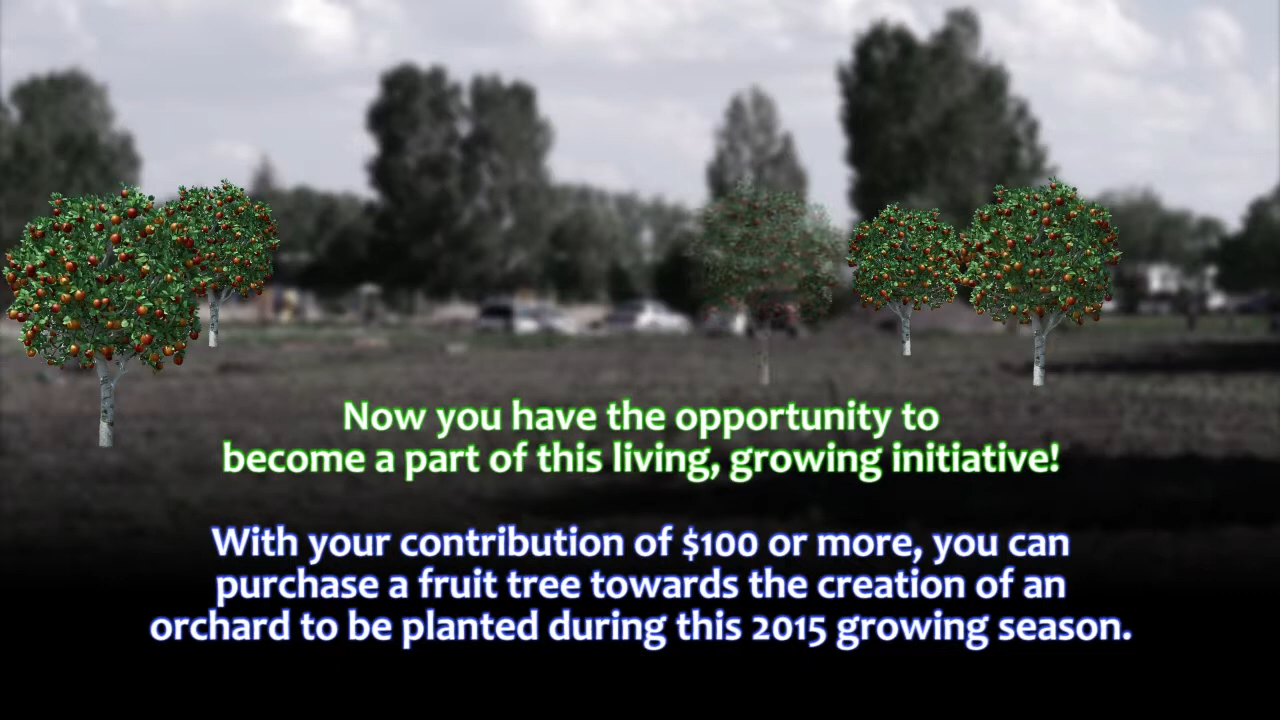 Now you have the opportunity to
become a part of this living, growing initiative!
With your contribution of $100 or more, you can
purchase a fruit tree towards the creation of an
orchard to be planted during this 2015 growing season.